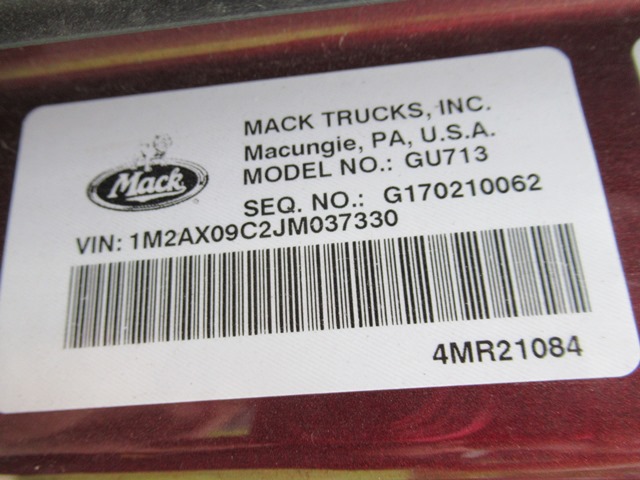 MACK TRUCKS, INC.
Macungie, PA, U.S.A.
MODEL NO.: GU713
Mack
SEQ. NO.: G170210062
VIN: 1M2AX09C2JM037330
4MR21084